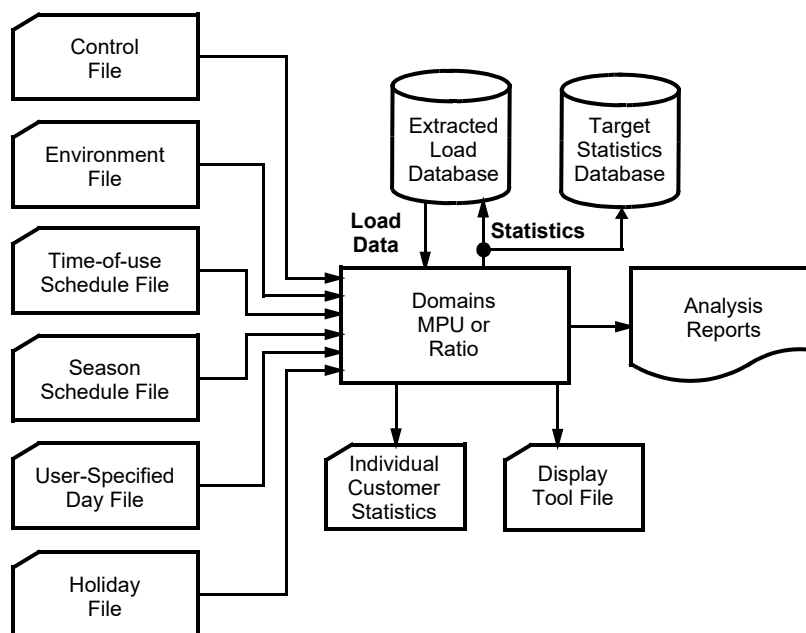 Control
File
Environment
File
Time-of-use
Schedule File
Season
Schedule File
User-Specified
Day File
Holiday
File
Extracted
Load
Database
Target
Statistics
Database
Load
Data
Statistics
Domains
MPU or
Ratio
Analysis
Reports
Individual
Customer
Statistics
Display
Tool File